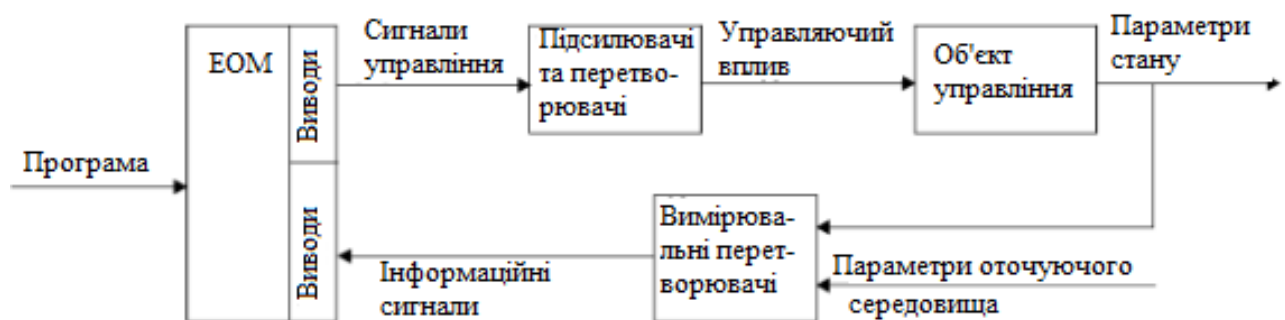 Програма
ЕОМ
Виводи
Виводи
Сигнали
управління
Підсилювачі
та перетво-
рювачі
Управляючий
вплив
Об'єкт
управління
Параметри
стану
Вимірюва-
льні перет-
ворювачі
Інформаційні
сигнали
Параметри оточуючого
середовища